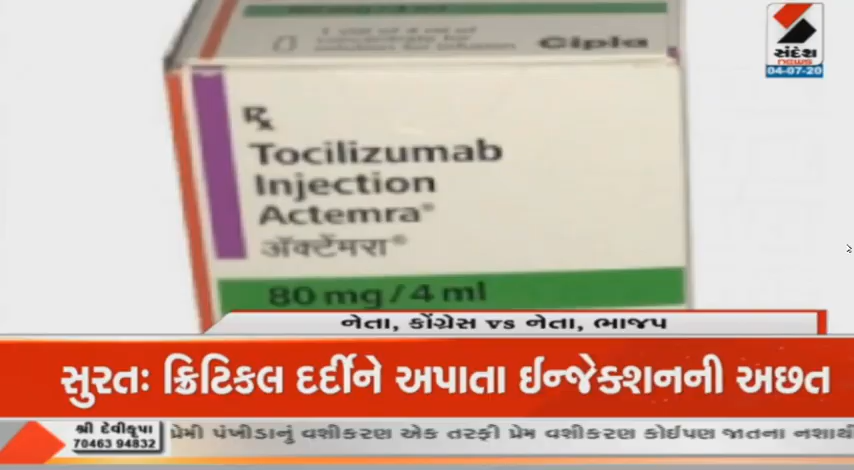 Cipla
સંદેશ
NEWS
04-07-20
Rx
Tocilizumab
Injection
Actemra®
ॲक्टेंमरा®
80 mg / 4 ml
નેતા, કોંગ્રેસ vs નેતા, ભાજપ
સુરતઃ ક્રિટિકલ દર્દીને અપાતા ઈન્જેક્શનની અછત
શ્રી દેવીકૃપા
70463 94832
પ્રેમી પંખીડાનું વશીકરણ એક તરફી પ્રેમ વશીકરણ કોઈપણ જાતના નશાથી